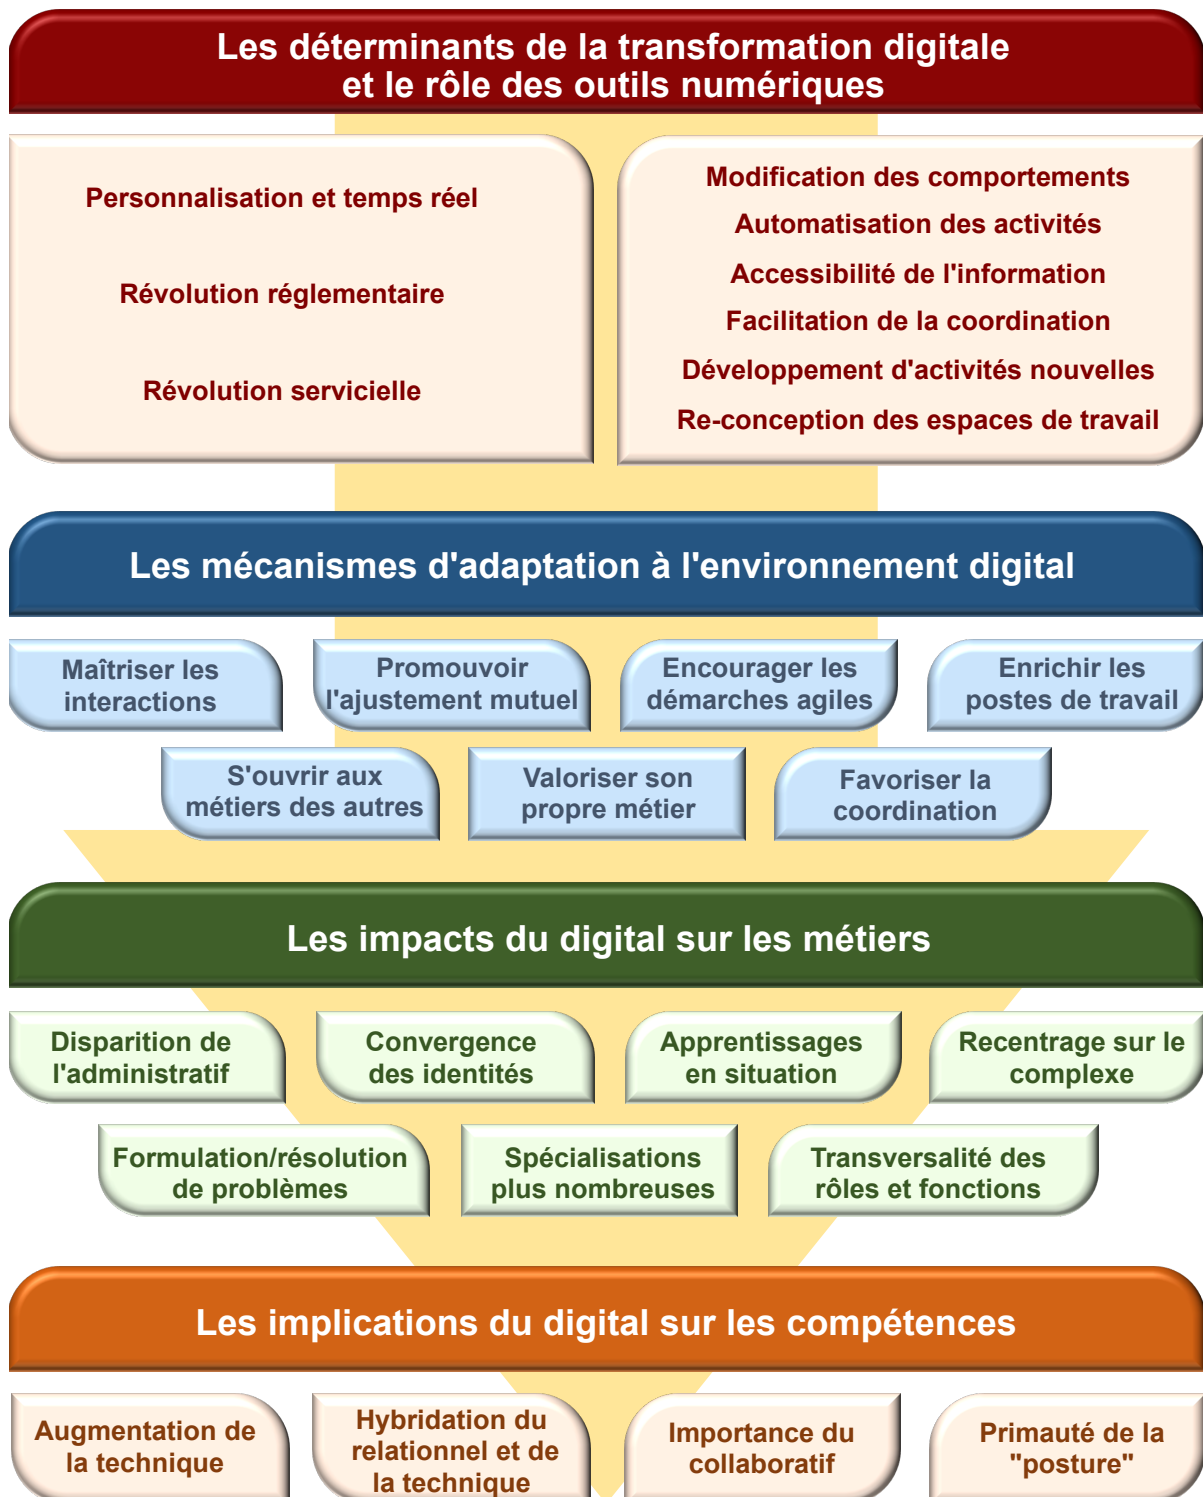 Les déterminants de la transformation digitale
et le rôle des outils numériques
Personnalisation et temps réel
Révolution réglementaire
Révolution servicielle
Modification des comportements
Automatisation des activités
Accessibilité de l'information
Facilitation de la coordination
Développement d'activités nouvelles
Re-conception des espaces de travail
Les mécanismes d'adaptation à l'environnement digital
Maîtriser les
interactions
Promouvoir
l'ajustement mutuel
Encourager les
démarches agiles
Enrichir les
postes de travail
S'ouvrir aux
métiers des autres
Valoriser son
propre métier
Favoriser la
coordination
Les impacts du digital sur les métiers
Disparition de
l'administratif
Convergence
des identités
Apprentissages
en situation
Recentrage sur le
complexe
Formulation/résolution
de problèmes
Spécialisations
plus nombreuses
Transversalité des
rôles et fonctions
Les implications du digital sur les compétences
Augmentation de
la technique
Hybridation du
relationnel et de
la technique
Importance du
collaboratif
Primauté de la
"posture"